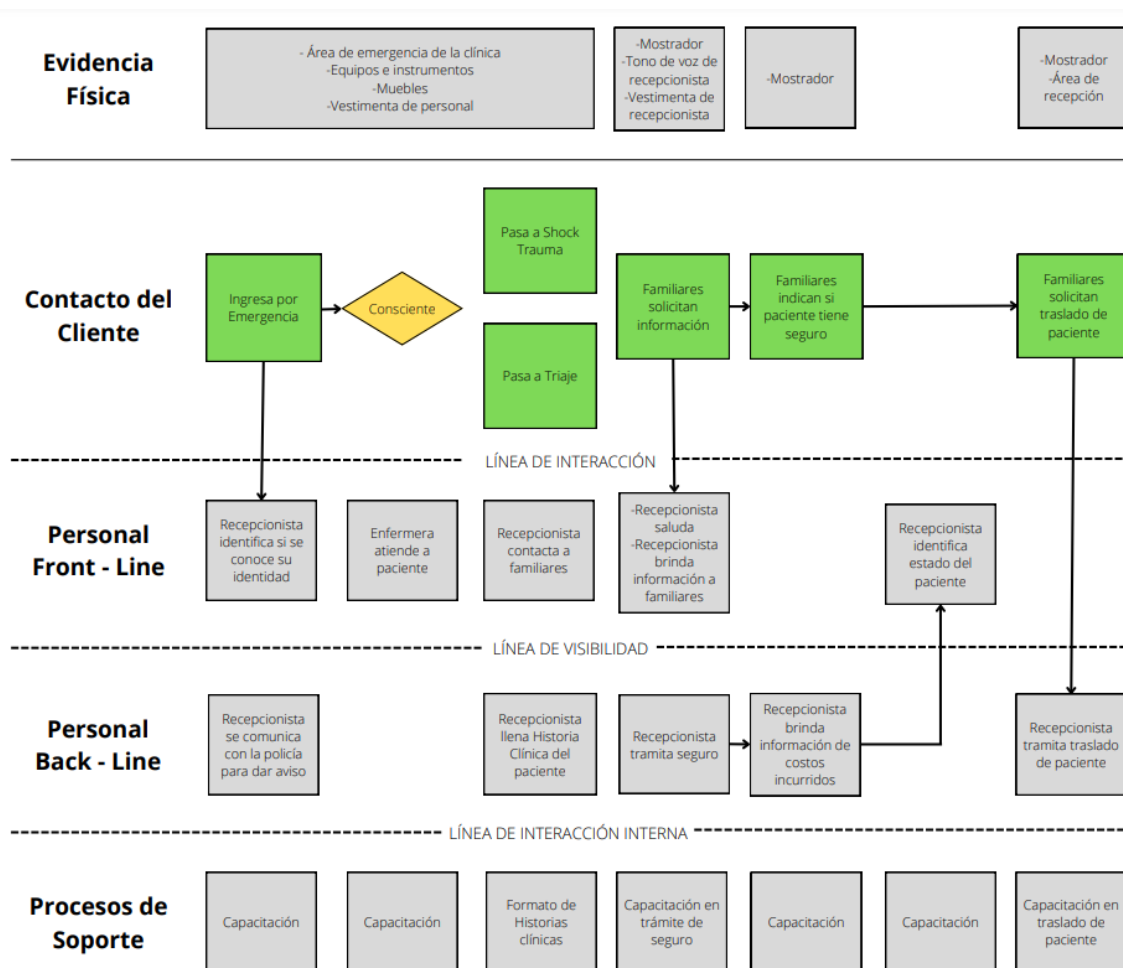 Evidencia
Física
- Área de emergencia de la clínica
-Equipos e instrumentos
-Muebles
-Vestimenta de personal
-Mostrador
-Tono de voz de
recepcionista
-Vestimenta de
recepcionista
-Mostrador
-Mostrador
-Área de
recepción
Contacto del
Cliente
Ingresa por
Emergencia
Consciente
Pasa a Shock
Trauma
Pasa a Triaje
Familiares
solicitan
información
Familiares
indican si
paciente tiene
seguro
Familiares
solicitan
traslado de
paciente
LÍNEA DE INTERACCIÓN
Personal
Front - Line
Recepcionista
identifica si se
conoce su
identidad
Enfermera
atiende a
paciente
Recepcionista
contacta a
familiares
-Recepcionista
saluda
-Recepcionista
brinda
información a
familiares
Recepcionista
identifica
estado del
paciente
LÍNEA DE VISIBILIDAD
Personal
Back - Line
Recepcionista
se comunica
con la policía
para dar aviso
Recepcionista
llena Historia
Clínica del
paciente
Recepcionista
tramita seguro
Recepcionista
brinda
información de
costos
incurridos
Recepcionista
tramita traslado
de paciente
LÍNEA DE INTERACCIÓN INTERNA
Procesos de
Soporte
Capacitación
Capacitación
Formato de
Historias
clínicas
Capacitación en
trámite de
seguro
Capacitación
Capacitación
Capacitación en
traslado de
paciente